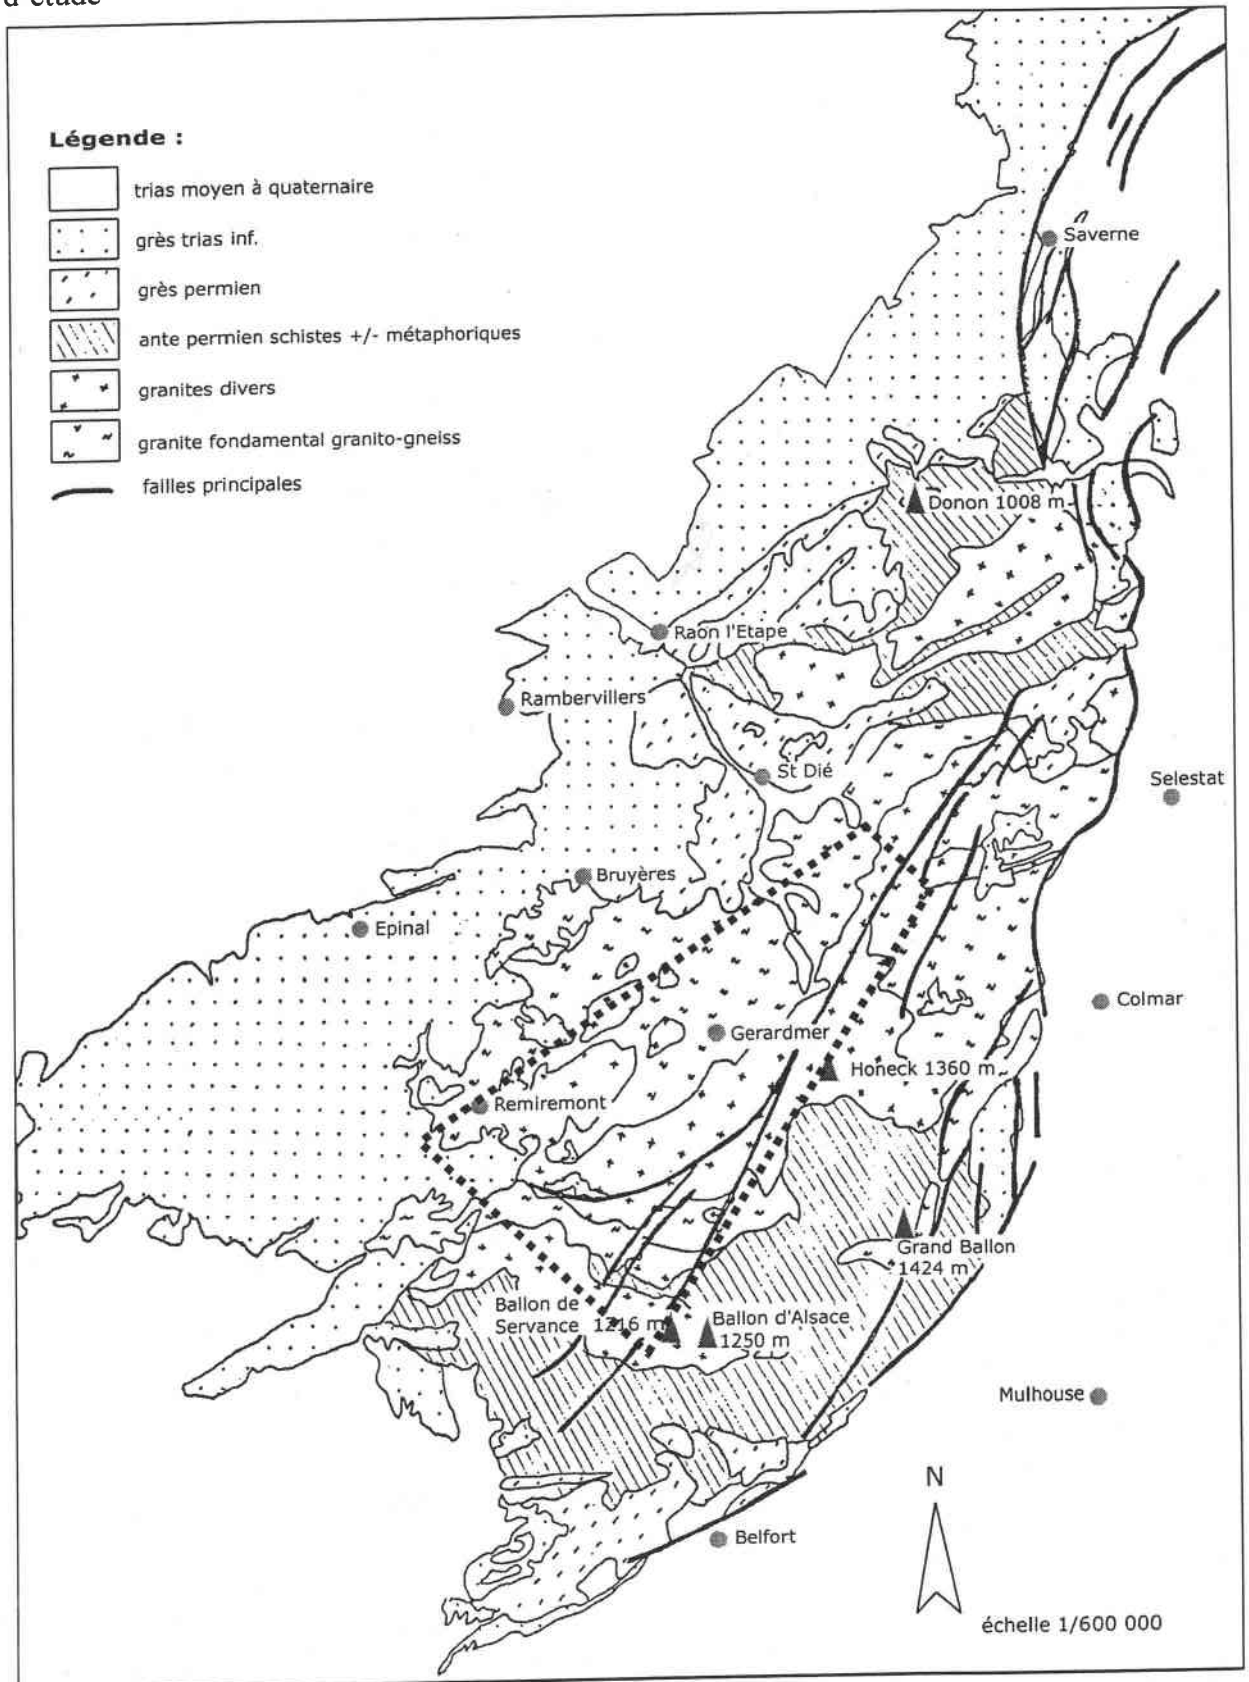 d'étude
Légende :
trias moyen à quaternaire
grès trias inf.
grès permien
ante permien schistes +/- métaphoriques
granites divers
granite fondamental granito-gneiss
failles principales
Saverne
Donon 1008 m
Raon l'Etape
Rambervillers
St Dié
Selestat
Bruyères
Epinal
Colmar
Gerardmer
Honeck 1360 m
Remiremont
Grand Ballon
1424 m
Ballon de
Servance 1216 m
Ballon d'Alsace
1250 m
Mulhouse
N
Belfort
échelle 1/600 000